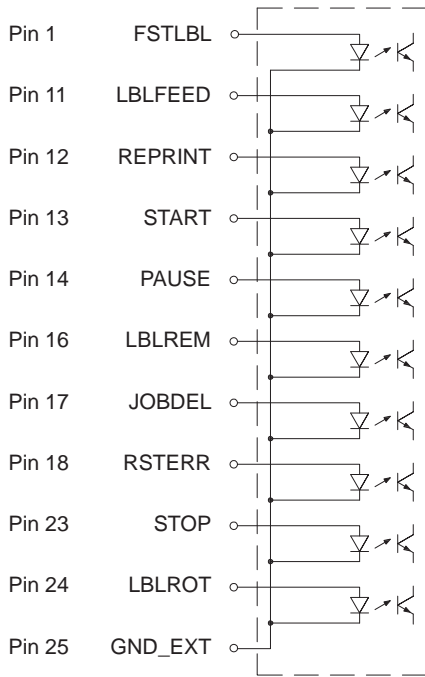 Pin 1 FSTLBL
Pin 11 LBLFEED
Pin 12 REPRINT
Pin 13 START
Pin 14 PAUSE
Pin 16 LBLREM
Pin 17 JOBDEL
Pin 18 RSTERR
Pin 23 STOP
Pin 24 LBLROT
Pin 25 GND_EXT